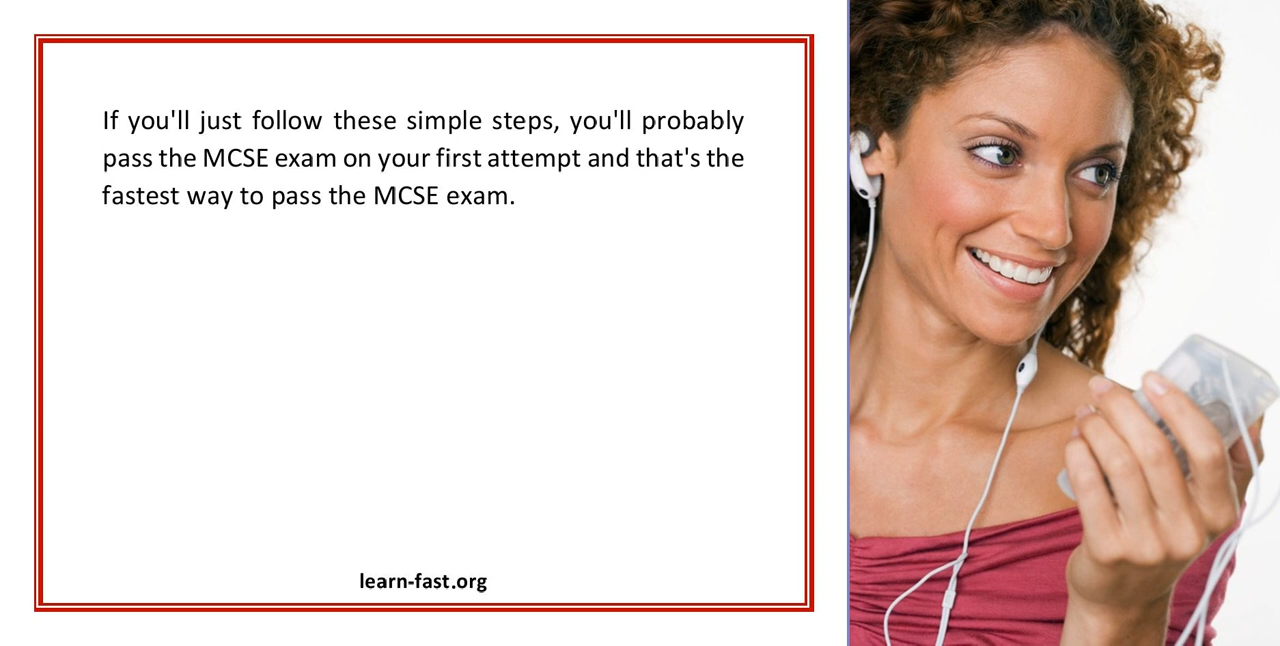 If you'll just follow these simple steps, you'll probably
pass the MCSE exam on your first attempt and that's the
fastest way to pass the MCSE exam.
learn-fast.org